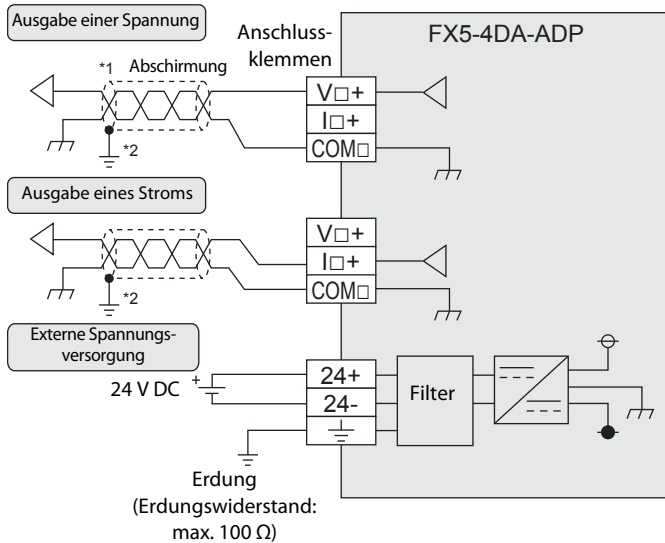 Ausgabe einer Spannung
Anschluss-
klemmen
FX5-4DA-ADP
*1 Abschirmung
V□+
I□+
COM□
*2
Ausgabe eines Stroms
V□+
I□+
COM□
*2
Externe Spannungs-
versorgung
24 V DC
+
24+
24-
Filter
Erdung
(Erdungswiderstand:
max. 100 Ω)